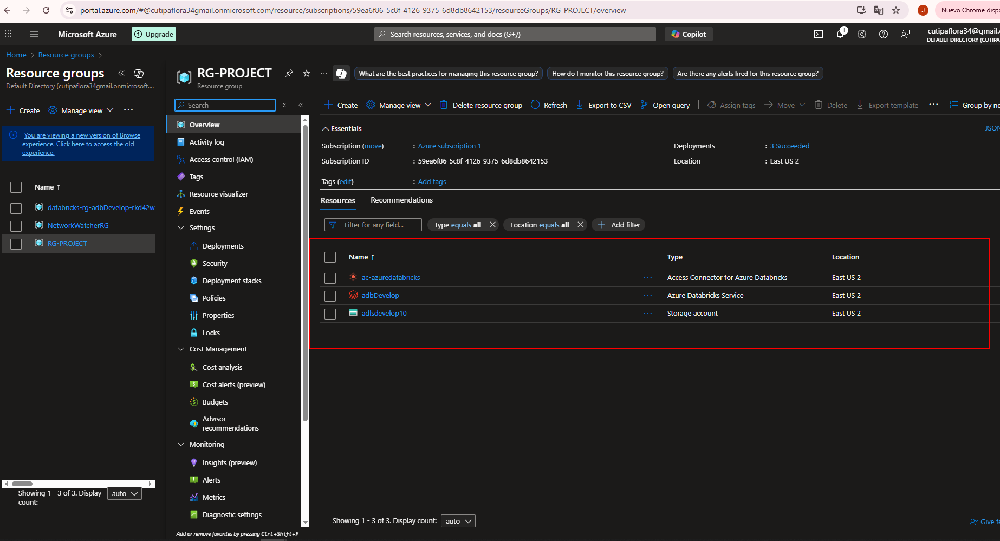 portal.azure.com/#@cutipaflora34gmail.onmicrosoft.com/resource/subscriptions/59ea6f86-5c8f-4126-9375-6d8db8642153/resourceGroups/RG-PROJECT/overview
J
Nuevo Chrome dispo
Microsoft Azure
Upgrade
Search resources, services, and docs (G+/)
Copilot
1
cutipaflora34@gmail.
DEFAULT DIRECTORY (CUTIPA
Home > Resource groups >
Resource groups
Default Directory (cutipaflora34gmail.onmicrosoft....
Create
Manage view
...
You are viewing a new version of Browse
experience. Click here to access the old
experience.
Name ↑
databricks-rg-adbDevelop-rkd42w
NetworkWatcherRG
RG-PROJECT
Showing 1 - 3 of 3. Display
count:
auto
RG-PROJECT
Resource group
...
What are the best practices for managing this resource group?
How do I monitor this resource group?
Are there any alerts fired for this resource group?
Search
Overview
Activity log
Access control (IAM)
Tags
Resource visualizer
Events
Settings
Deployments
Security
Deployment stacks
Policies
Properties
Locks
Cost Management
Cost analysis
Cost alerts (preview)
Budgets
Advisor
recommendations
Monitoring
Insights (preview)
Alerts
Metrics
Diagnostic settings
Add or remove favorites by pressing Ctrl+Shift+F
Create
Manage view
Delete resource group
Refresh
Export to CSV
Open query
Assign tags
Move
Delete
Export template
...
Group by no
Essentials
JSON
Subscription (move) : Azure subscription 1
Subscription ID : 59ea6f86-5c8f-4126-9375-6d8db8642153
Tags (edit) : Add tags
Deployments : 3 Succeeded
Location : East US 2
Resources
Recommendations
Filter for any field...
Type equals all
Location equals all
Add filter
Name ↑ Type Location
ac-azuredatabricks ... Access Connector for Azure Databricks East US 2
adbDevelop ... Azure Databricks Service East US 2
adlsdevelop10 ... Storage account East US 2
Showing 1 - 3 of 3. Display count:
auto
Give fe